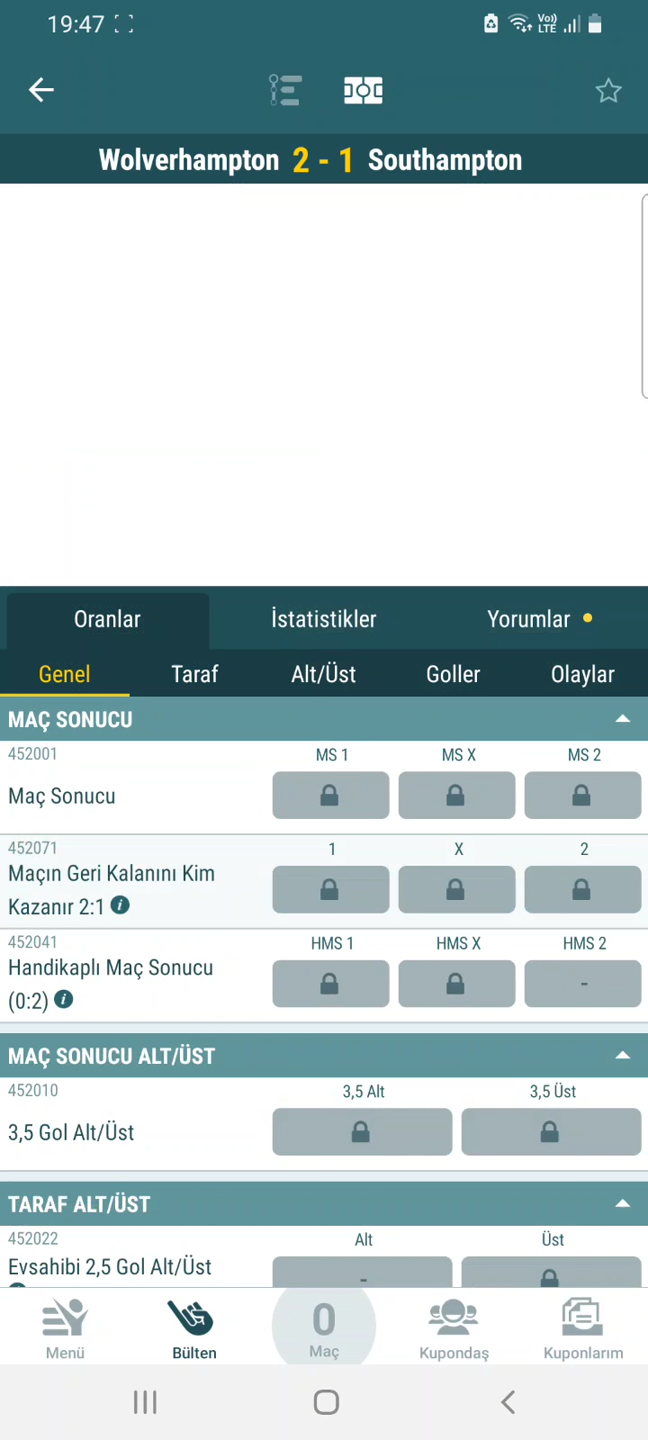 19:47
Vo)) LTE
Wolverhampton 2 - 1 Southampton
Oranlar İstatistikler Yorumlar
Genel Taraf Alt/Üst Goller Olaylar
MAÇ SONUCU
452001 MS 1 MS X MS 2
Maç Sonucu
452071 1 X 2
Maçın Geri Kalanını Kim
Kazanır 2:1 i
452041 HMS 1 HMS X HMS 2
Handikaplı Maç Sonucu
(0:2) i -
MAÇ SONUCU ALT/ÜST
452010 3,5 Alt 3,5 Üst
3,5 Gol Alt/Üst
TARAF ALT/ÜST
452022 Alt Üst
Evsahibi 2,5 Gol Alt/Üst -
0
Menü Bülten Maç Kupondaş Kuponlarım